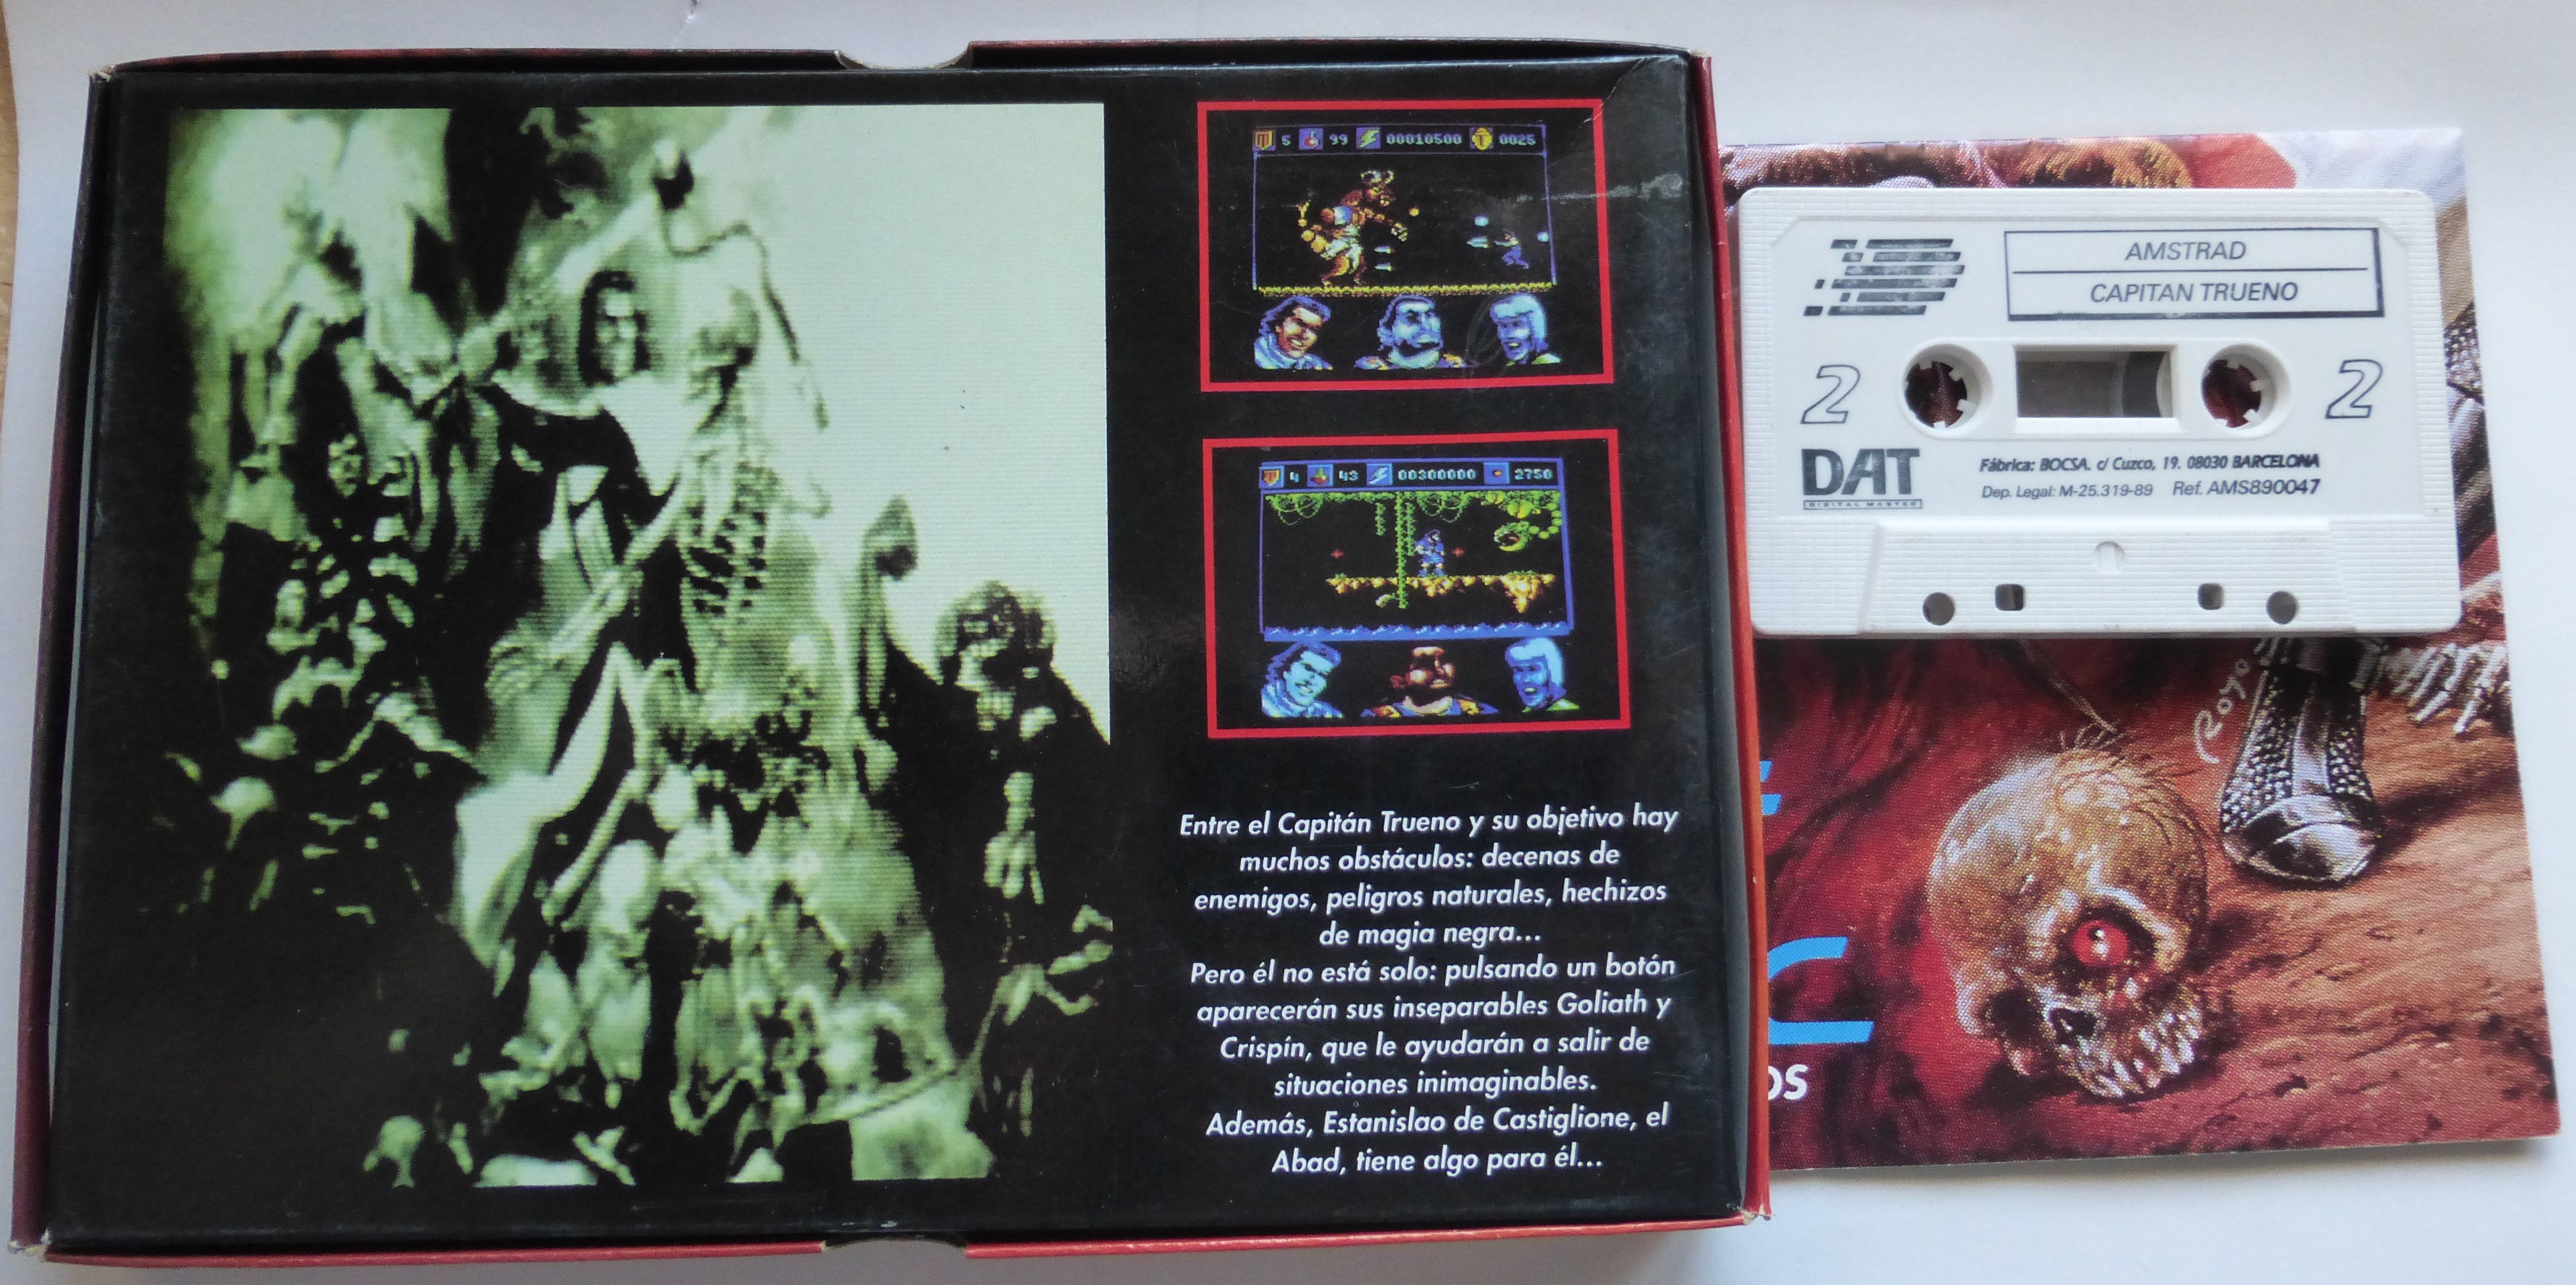 5 99 00010500 0025
4 43 00300000 2750
Entre el Capitán Trueno y su objetivo hay
muchos obstáculos: decenas de
enemigos, peligros naturales, hechizos
de magia negra...
Pero él no está solo: pulsando un botón
aparecerán sus inseparables Goliath y
Crispín, que le ayudarán a salir de
situaciones inimaginables.
Además, Estanislao de Castiglione, el
Abad, tiene algo para él...
AMSTRAD
CAPITAN TRUENO
2 2
DAT
DIGITAL MASTER
Fábrica: BOCSA. c/ Cuzco, 19. 08030 BARCELONA
Dep. Legal: M-25.319-89 Ref. AMS890047
Royo
C
OS